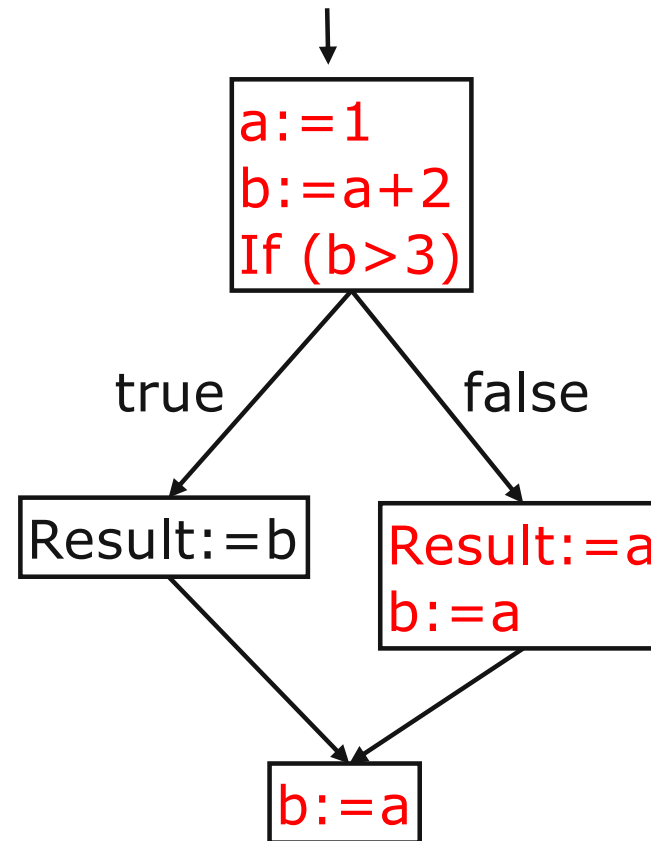 a:=1
b:=a+2
If (b>3)
true
false
Result:=b
Result:=a
b:=a
b:=a